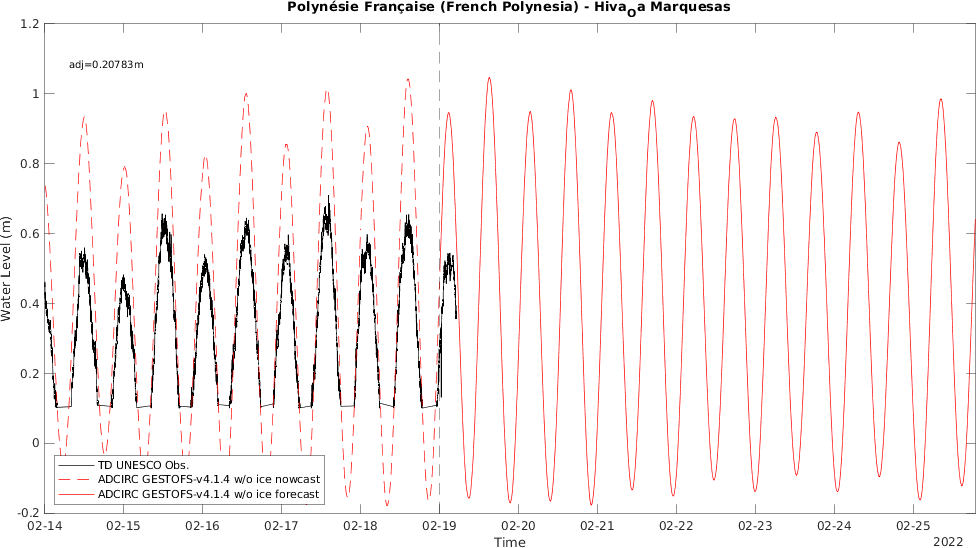 Polynésie Française (French Polynesia) - HivaOa Marquesas
adj=0.20783m
Water Level (m)
1.2
1
0.8
0.6
0.4
0.2
0
-0.2
TD UNESCO Obs.
ADCIRC GESTOFS-v4.1.4 w/o ice nowcast
ADCIRC GESTOFS-v4.1.4 w/o ice forecast
02-14 02-15 02-16 02-17 02-18 02-19 02-20 02-21 02-22 02-23 02-24 02-25
Time
2022